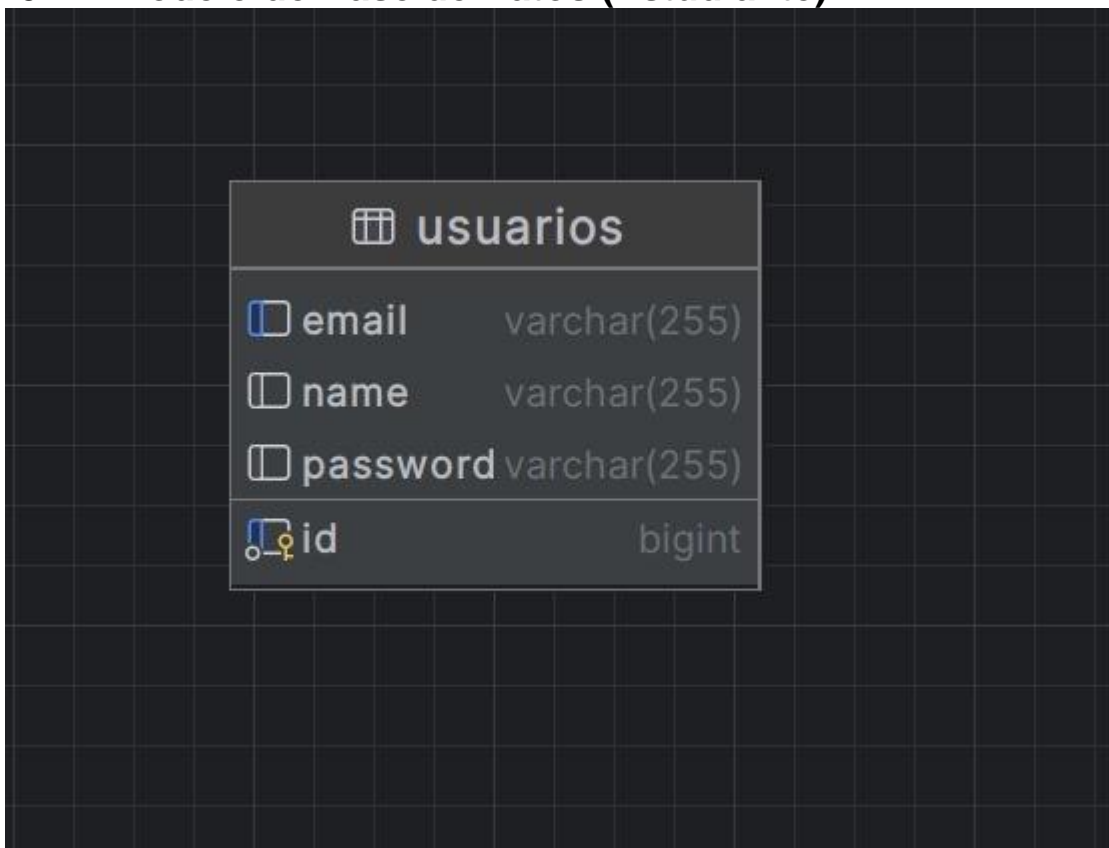 usuarios
email varchar(255)
name varchar(255)
password varchar(255)
id bigint